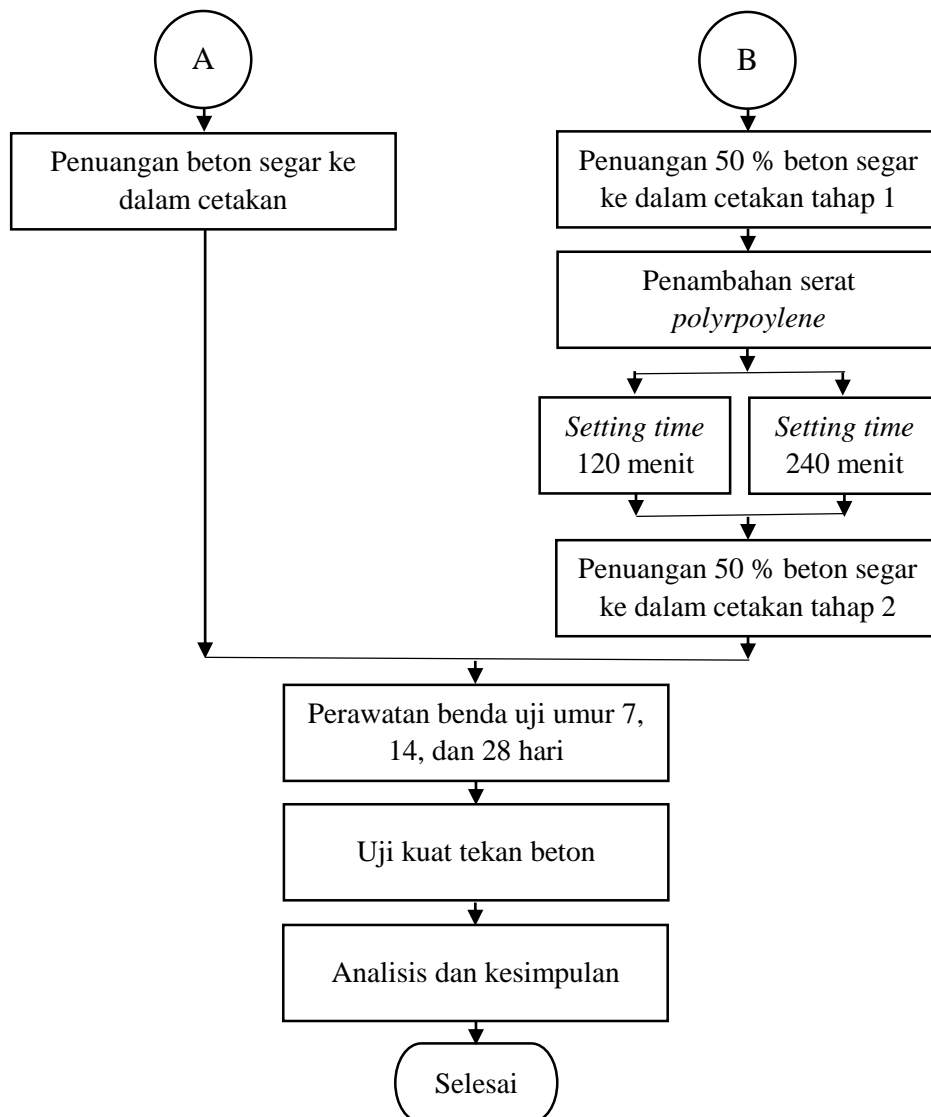 A
Penuangan beton segar ke
dalam cetakan
B
Penuangan 50 % beton segar
ke dalam cetakan tahap 1
Penambahan serat
polyrpoylene
Setting time
120 menit
Setting time
240 menit
Penuangan 50 % beton segar
ke dalam cetakan tahap 2
Perawatan benda uji umur 7,
14, dan 28 hari
Uji kuat tekan beton
Analisis dan kesimpulan
Selesai